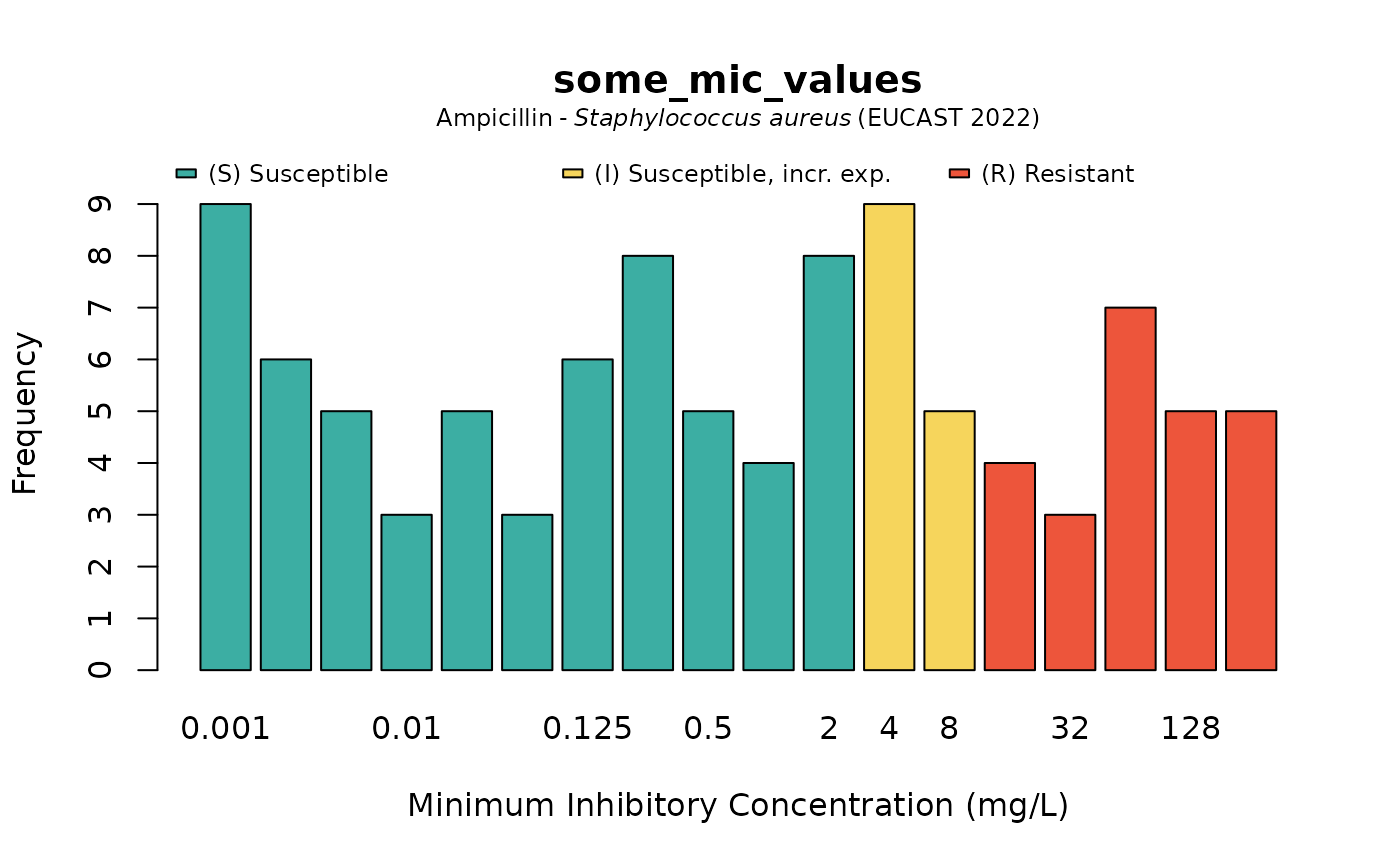 some_mic_values
Ampicillin - Staphylococcus aureus (EUCAST 2022)
(S) Susceptible (I) Susceptible, incr. exp. (R) Resistant
9
8
7
6
5
4
3
2
1
0
Frequency
0.001 0.01 0.125 0.5 2 4 8 32 128
Minimum Inhibitory Concentration (mg/L)